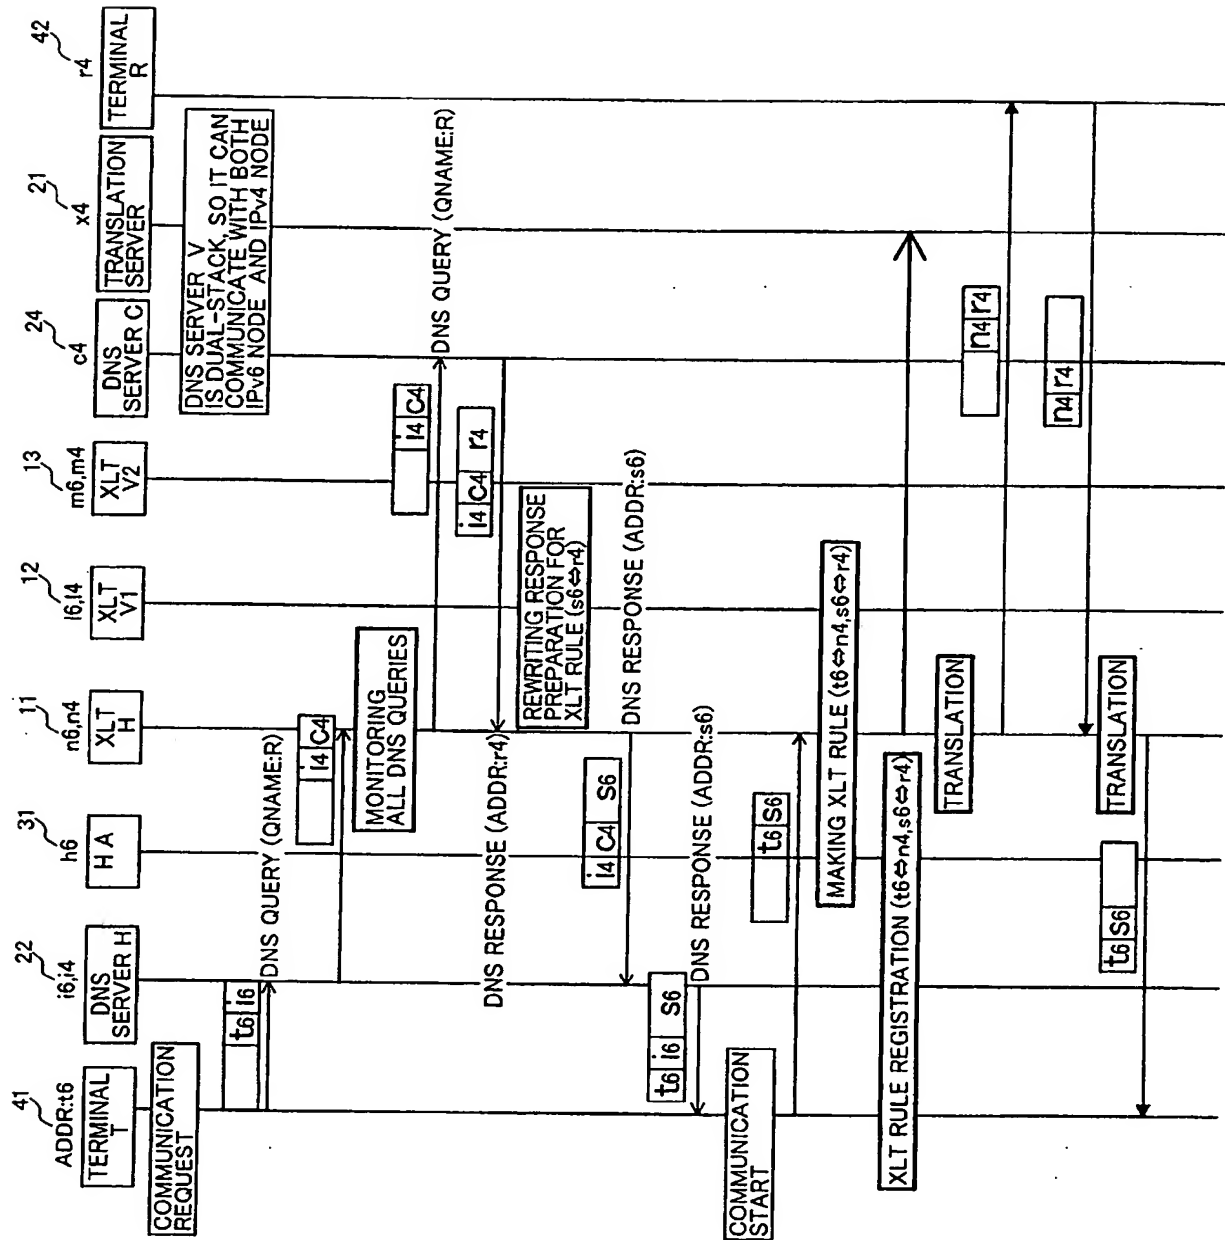 41
ADDR:t6
TERMINAL
T
22
i6,i4
DNS
SERVER H
31
h6
H A
11
n6,n4
XLT
H
12
l6,l4
XLT
V1
13
m6,m4
XLT
V2
24
c4
DNS
SERVER C
21
x4
TRANSLATION
SERVER
42
r4
TERMINAL
R
COMMUNICATION
REQUEST
DNS SERVER V
IS DUAL-STACK, SO IT CAN
COMMUNICATE WITH BOTH
IPv6 NODE AND IPv4 NODE
t6 i6
DNS QUERY (QNAME:R)
i4 C4
MONITORING
ALL DNS QUERIES
i4 C4
DNS QUERY (QNAME:R)
i4 C4 r4
DNS RESPONSE (ADDR:r4)
REWRITING RESPONSE
PREPARATION FOR
XLT RULE (s6⇔r4)
i4 C4 s6
DNS RESPONSE (ADDR:s6)
t6 i6 s6
DNS RESPONSE (ADDR:s6)
COMMUNICATION
START
t6 s6
MAKING XLT RULE (t6⇔n4,s6⇔r4)
XLT RULE REGISTRATION (t6⇔n4,s6⇔r4)
TRANSLATION
n4 r4
n4 r4
TRANSLATION
t6 s6